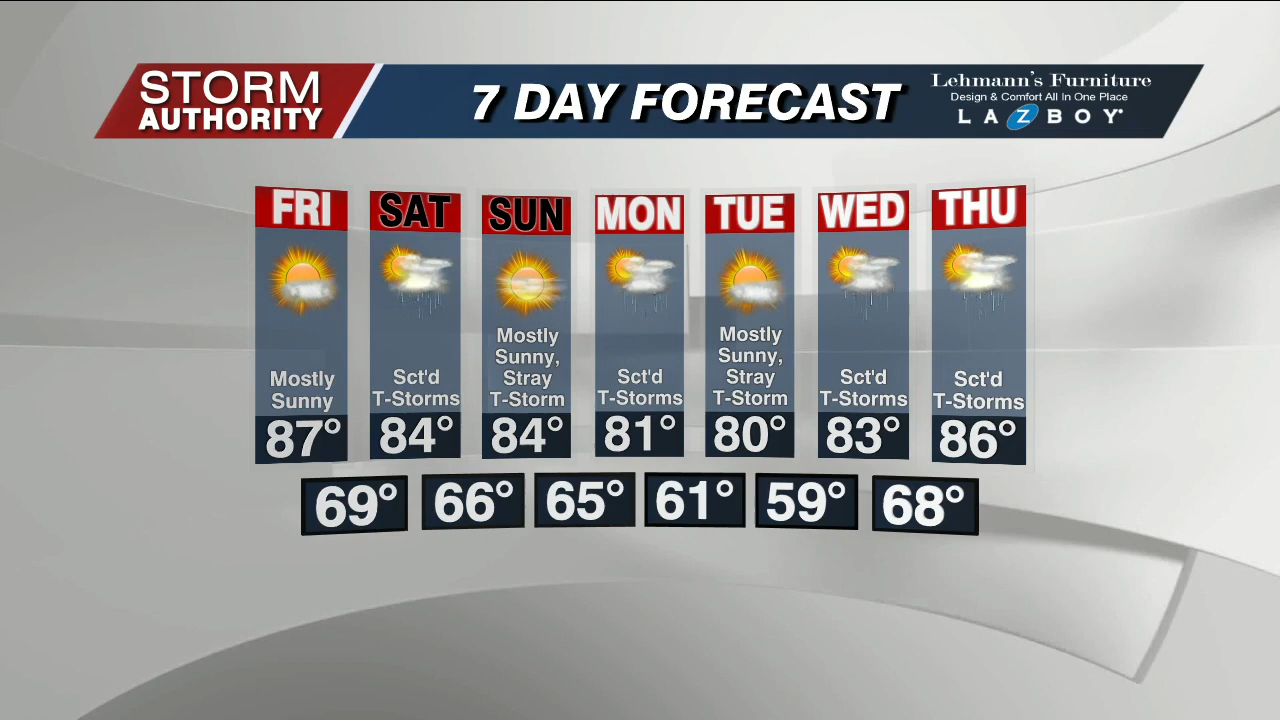 STORM
AUTHORITY
7 DAY FORECAST
Lehmann's Furniture
Design & Comfort All In One Place
LAZBOY®
FRI
Mostly
Sunny
87°
SAT
Sct'd
T-Storms
84°
SUN
Mostly
Sunny,
Stray
T-Storm
84°
MON
Sct'd
T-Storms
81°
TUE
Mostly
Sunny,
Stray
T-Storm
80°
WED
Sct'd
T-Storms
83°
THU
Sct'd
T-Storms
86°
69° 66° 65° 61° 59° 68°